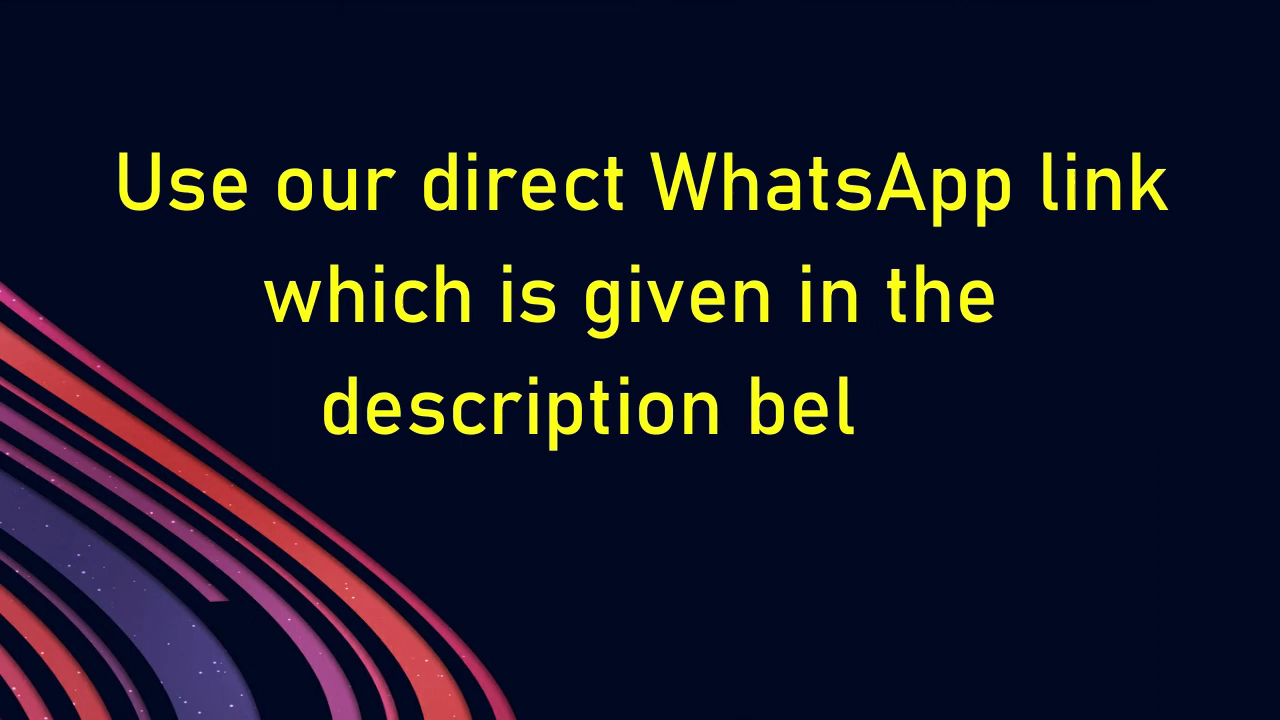 Use our direct WhatsApp link
which is given in the
description bel